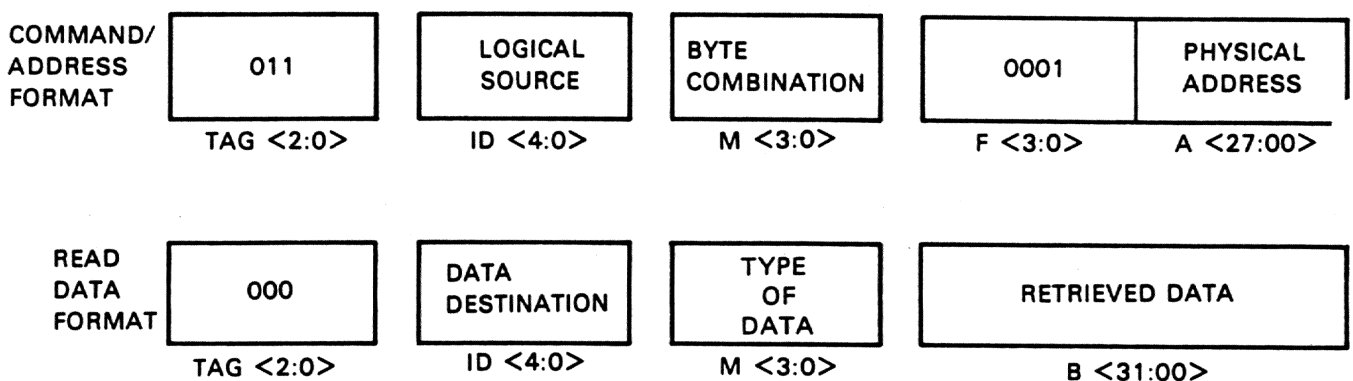 COMMAND/
ADDRESS
FORMAT
011
LOGICAL
SOURCE
BYTE
COMBINATION
0001
PHYSICAL
ADDRESS
TAG <2:0>
ID <4:0>
M <3:0>
F <3:0>
A <27:00>
READ
DATA
FORMAT
000
DATA
DESTINATION
TYPE
OF
DATA
RETRIEVED DATA
TAG <2:0>
ID <4:0>
M <3:0>
B <31:00>